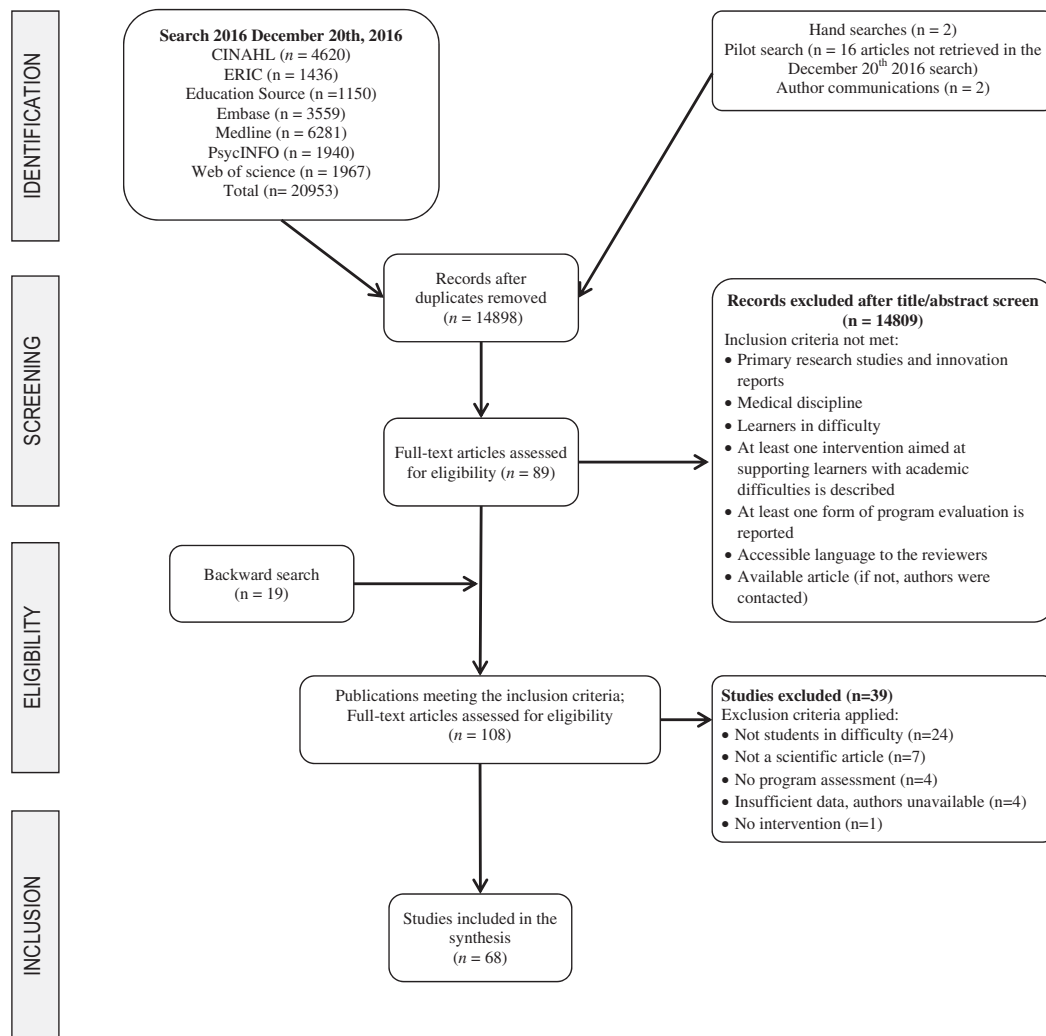 IDENTIFICATION
Search 2016 December 20th, 2016
CINAHL (n = 4620)
ERIC (n = 1436)
Education Source (n =1150)
Embase (n = 3559)
Medline (n = 6281)
PsycINFO (n = 1940)
Web of science (n = 1967)
Total (n= 20953)
Hand searches (n = 2)
Pilot search (n = 16 articles not retrieved in the
December 20th 2016 search)
Author communications (n = 2)
SCREENING
Records after
duplicates removed
(n = 14898)
Full-text articles assessed
for eligibility (n = 89)
Records excluded after title/abstract screen
(n = 14809)
Inclusion criteria not met:
• Primary research studies and innovation
reports
• Medical discipline
• Learners in difficulty
• At least one intervention aimed at
supporting learners with academic
difficulties is described
• At least one form of program evaluation is
reported
• Accessible language to the reviewers
• Available article (if not, authors were
contacted)
ELIGIBILITY
Backward search
(n = 19)
Publications meeting the inclusion criteria;
Full-text articles assessed for eligibility
(n = 108)
Studies excluded (n=39)
Exclusion criteria applied:
• Not students in difficulty (n=24)
• Not a scientific article (n=7)
• No program assessment (n=4)
• Insufficient data, authors unavailable (n=4)
• No intervention (n=1)
INCLUSION
Studies included in the
synthesis
(n = 68)